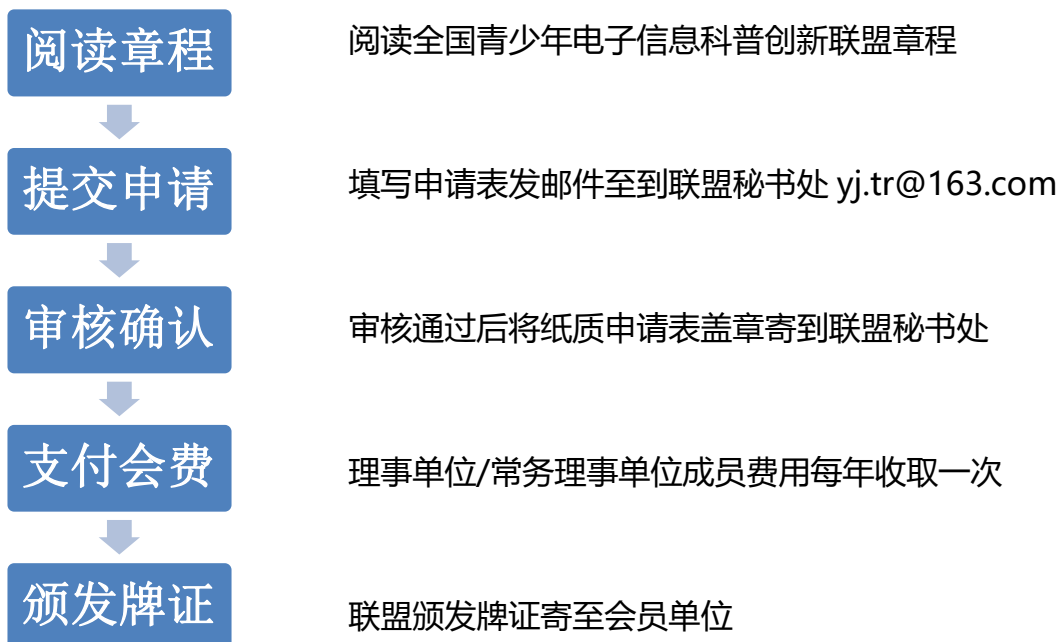 阅读章程
阅读全国青少年电子信息科普创新联盟章程
提交申请
填写申请表发邮件至到联盟秘书处 yj.tr@163.com
审核确认
审核通过后将纸质申请表盖章寄到联盟秘书处
支付会费
理事单位/常务理事单位成员费用每年收取一次
颁发牌证
联盟颁发牌证寄至会员单位